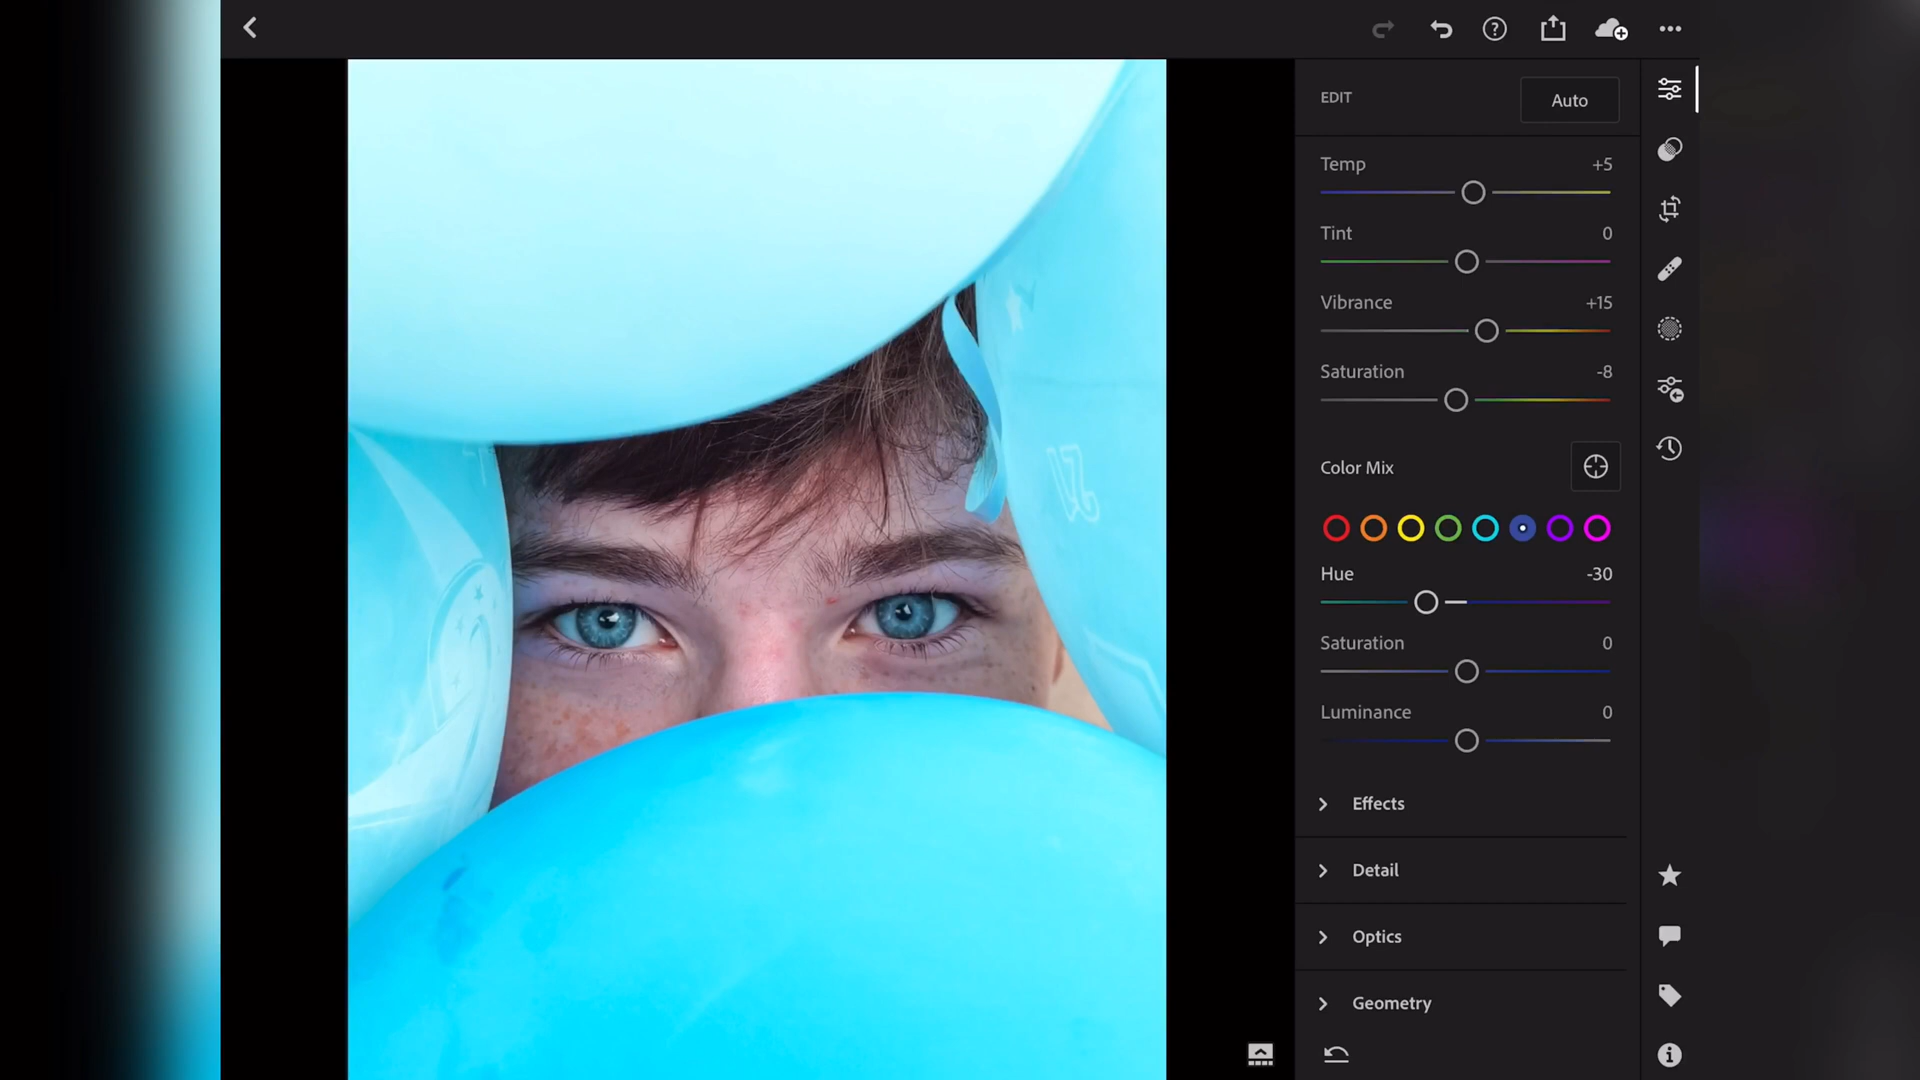 EDIT
Auto
Temp +5
Tint 0
Vibrance +15
Saturation -8
Color Mix
Hue -30
Saturation 0
Luminance 0
Effects
Detail
Optics
Geometry